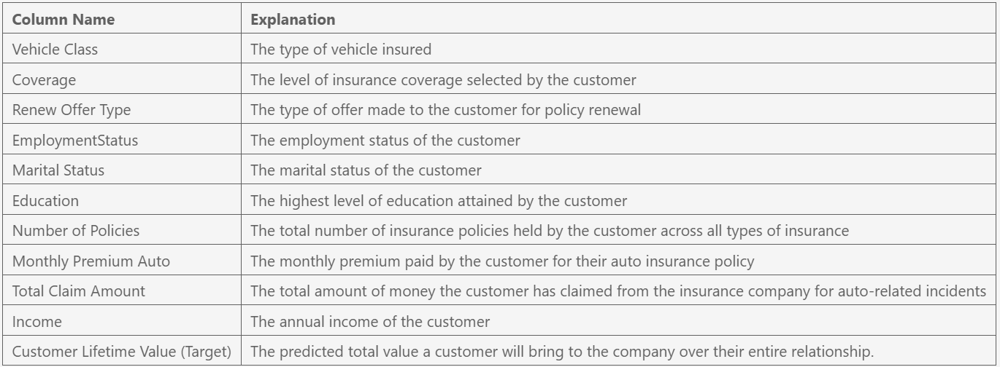 Column Name Explanation
Vehicle Class The type of vehicle insured
Coverage The level of insurance coverage selected by the customer
Renew Offer Type The type of offer made to the customer for policy renewal
EmploymentStatus The employment status of the customer
Marital Status The marital status of the customer
Education The highest level of education attained by the customer
Number of Policies The total number of insurance policies held by the customer across all types of insurance
Monthly Premium Auto The monthly premium paid by the customer for their auto insurance policy
Total Claim Amount The total amount of money the customer has claimed from the insurance company for auto-related incidents
Income The annual income of the customer
Customer Lifetime Value (Target) The predicted total value a customer will bring to the company over their entire relationship.